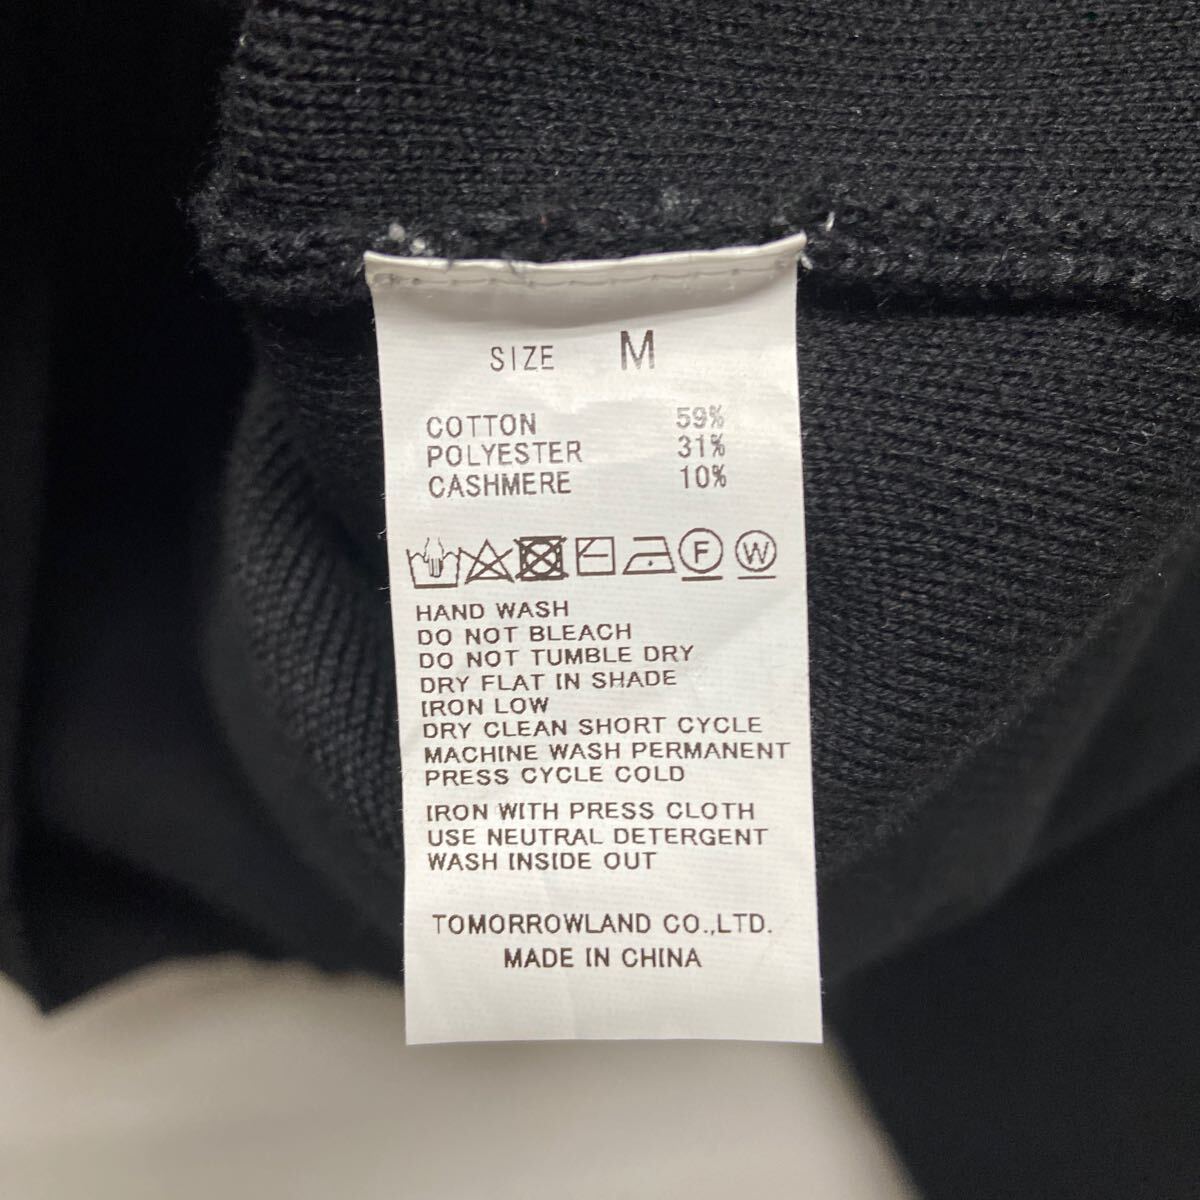 SIZE M
COTTON 59%
POLYESTER 31%
CASHMERE 10%
F W
HAND WASH
DO NOT BLEACH
DO NOT TUMBLE DRY
DRY FLAT IN SHADE
IRON LOW
DRY CLEAN SHORT CYCLE
MACHINE WASH PERMANENT
PRESS CYCLE COLD
IRON WITH PRESS CLOTH
USE NEUTRAL DETERGENT
WASH INSIDE OUT
TOMORROWLAND CO.,LTD.
MADE IN CHINA